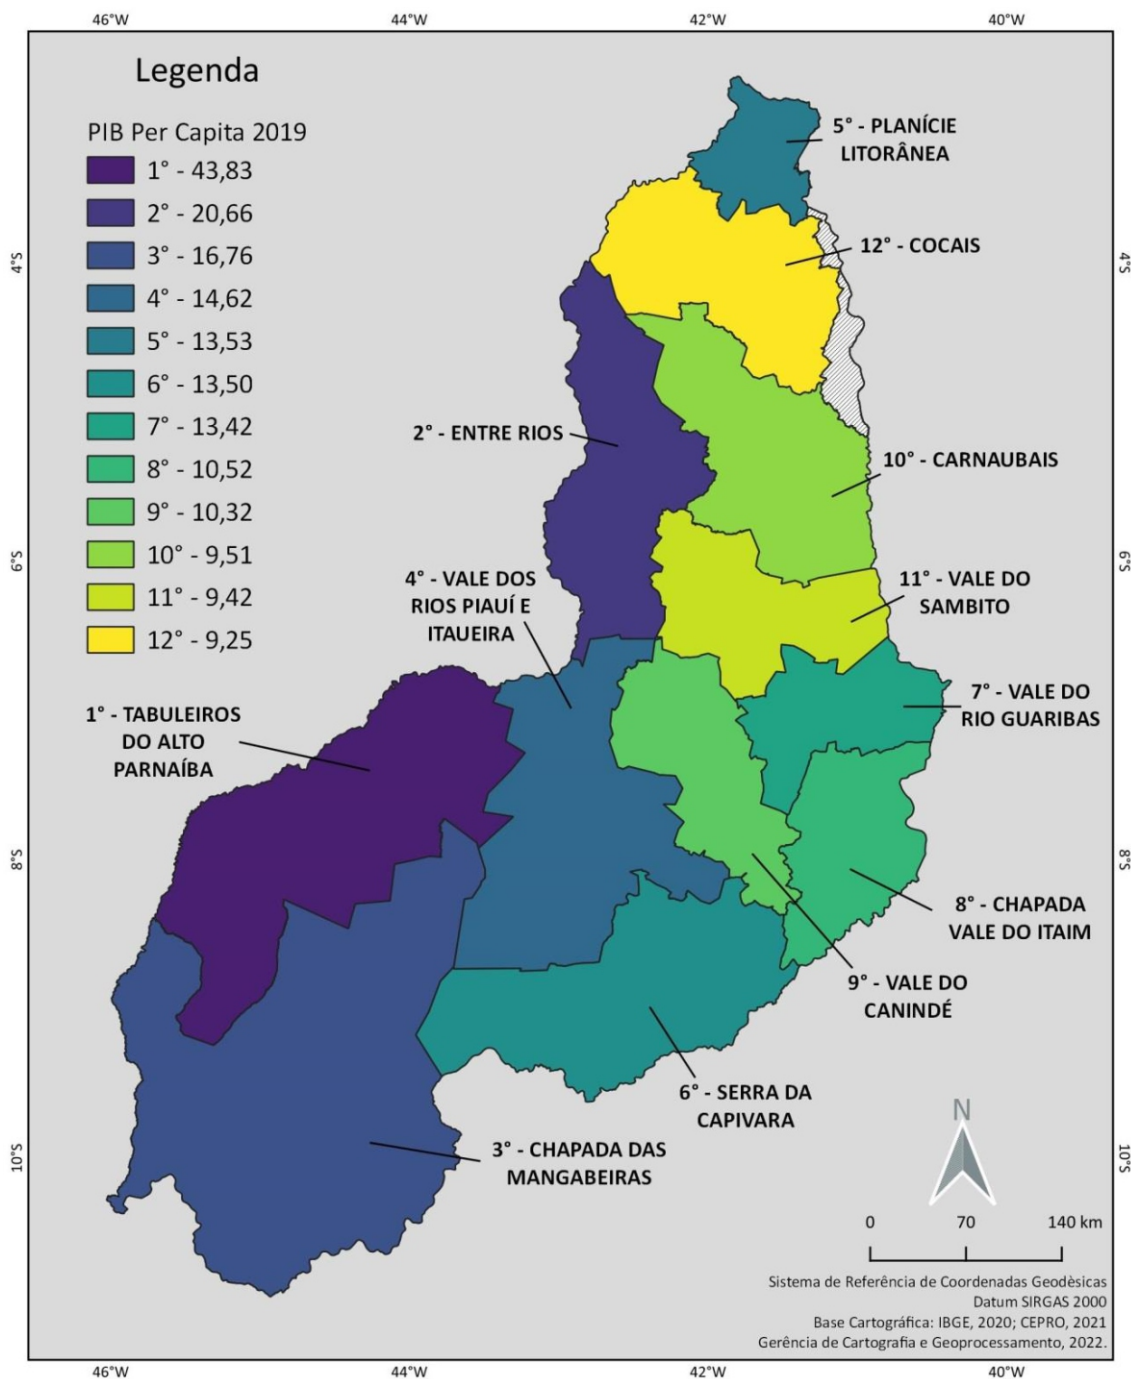 46°W
44°W
42°W
40°W
Legenda
PIB Per Capita 2019
1° - 43,83
2° - 20,66
3° - 16,76
4° - 14,62
5° - 13,53
6° - 13,50
7° - 13,42
8° - 10,52
9° - 10,32
10° - 9,51
11° - 9,42
12° - 9,25
5° - PLANÍCIE
LITORÂNEA
12° - COCAIS
4°S
4°S
2° - ENTRE RIOS
10° - CARNAUBAIS
6°S
6°S
4° - VALE DOS
RIOS PIAUÍ E
ITAUEIRA
11° - VALE DO
SAMBITO
7° - VALE DO
RIO GUARIBAS
1° - TABULEIROS
DO ALTO
PARNAÍBA
8°S
8°S
8° - CHAPADA
VALE DO ITAIM
9° - VALE DO
CANINDÉ
6° - SERRA DA
CAPIVARA
3° - CHAPADA DAS
MANGABEIRAS
10°S
10°S
N
0 70 140 km
Sistema de Referência de Coordenadas Geodèsicas
Datum SIRGAS 2000
Base Cartográfica: IBGE, 2020; CEPRO, 2021
Gerência de Cartografia e Geoprocessamento, 2022.
46°W
44°W
42°W
40°W